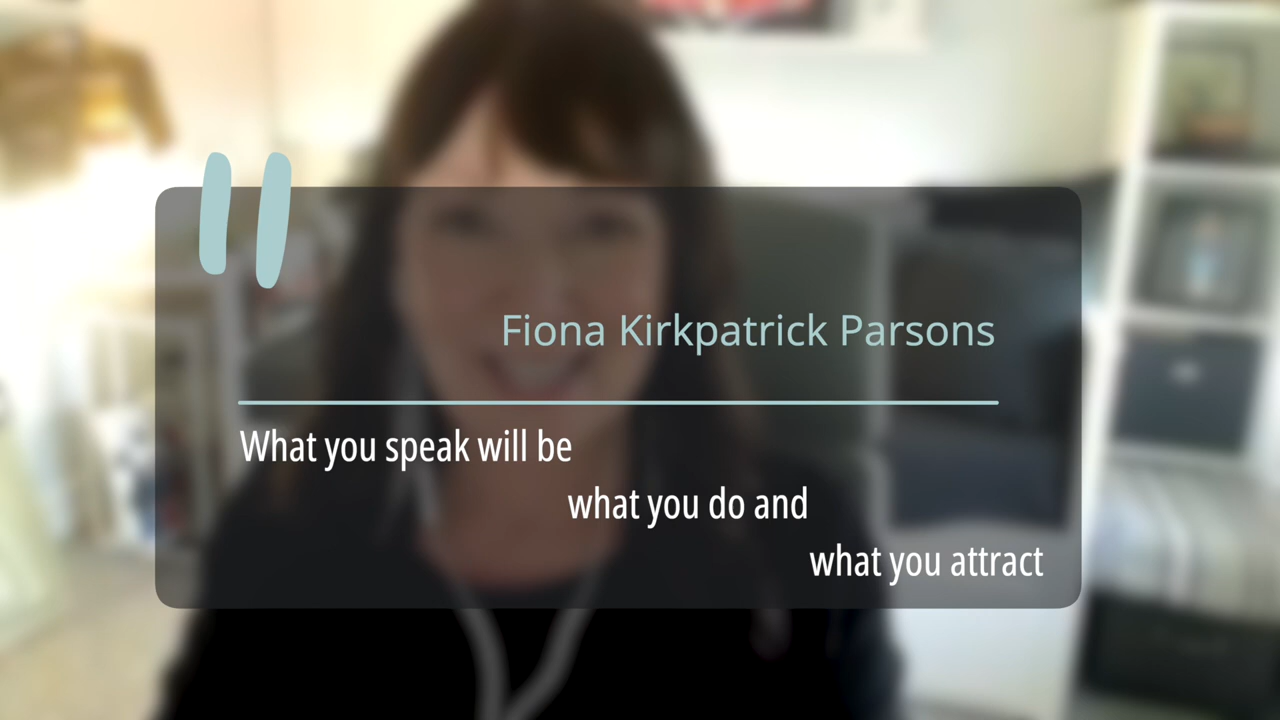 "
Fiona Kirkpatrick Parsons
What you speak will be
what you do and
what you attract